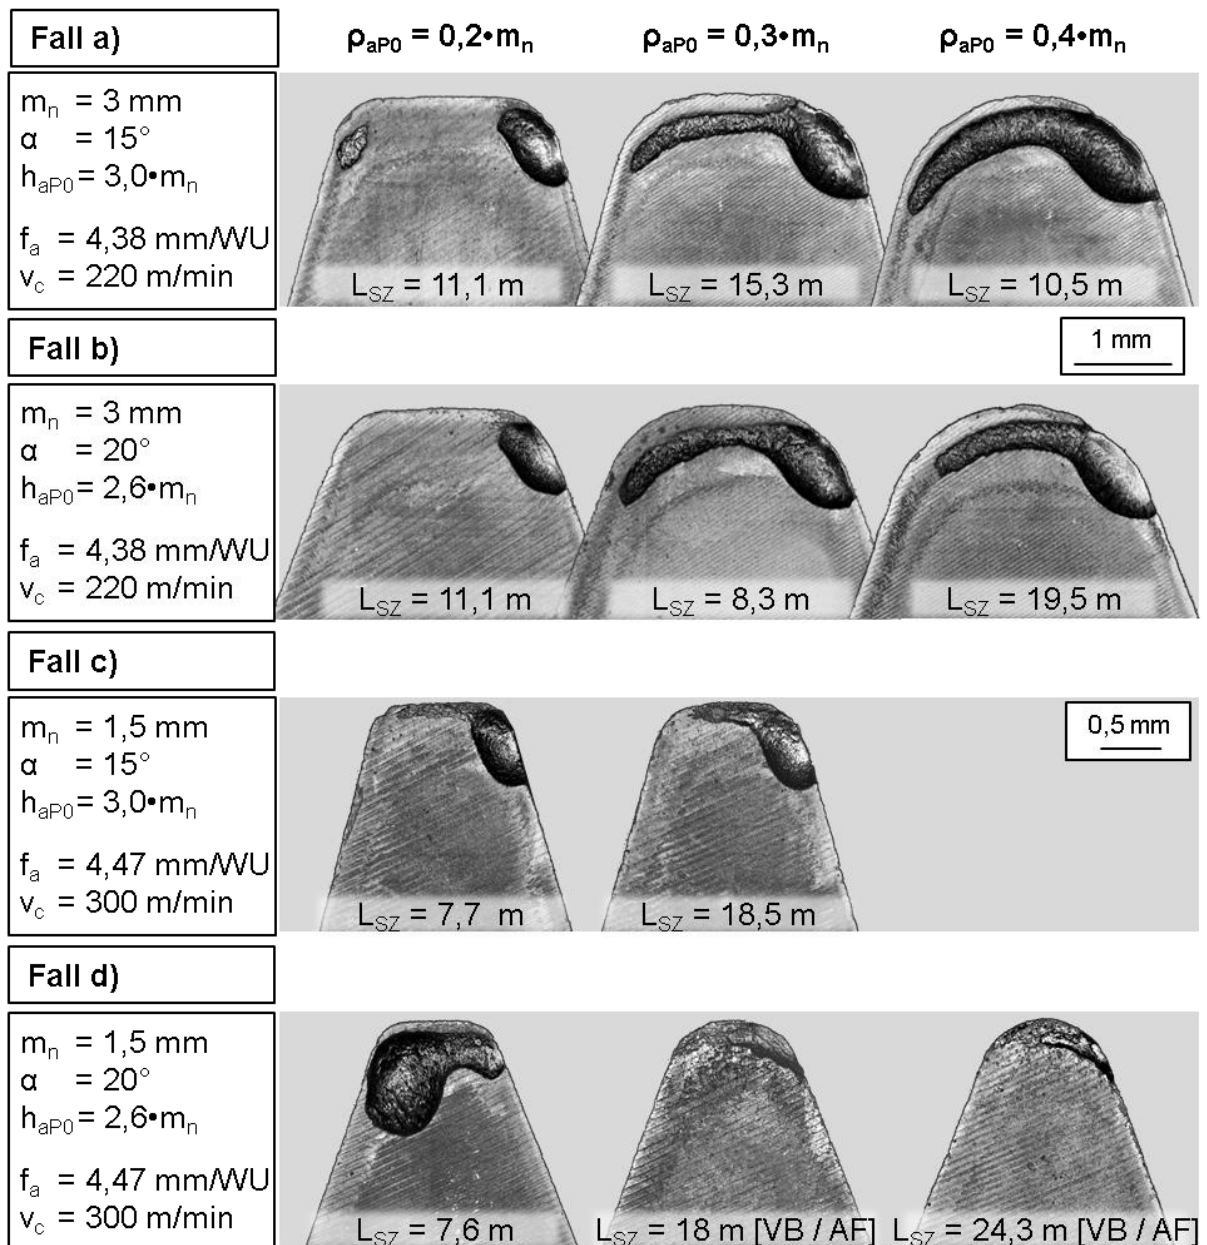 Fall a)
ρaP0 = 0,2•mn
ρaP0 = 0,3•mn
ρaP0 = 0,4•mn
mn = 3 mm
α = 15°
haP0 = 3,0•mn
fa = 4,38 mm/WU
vc = 220 m/min
LSZ = 11,1 m
LSZ = 15,3 m
LSZ = 10,5 m
Fall b)
1 mm
mn = 3 mm
α = 20°
haP0 = 2,6•mn
fa = 4,38 mm/WU
vc = 220 m/min
LSZ = 11,1 m
LSZ = 8,3 m
LSZ = 19,5 m
Fall c)
0,5 mm
mn = 1,5 mm
α = 15°
haP0 = 3,0•mn
fa = 4,47 mm/WU
vc = 300 m/min
LSZ = 7,7 m
LSZ = 18,5 m
Fall d)
mn = 1,5 mm
α = 20°
haP0 = 2,6•mn
fa = 4,47 mm/WU
vc = 300 m/min
LSZ = 7,6 m
LSZ = 18 m [VB / AF]
LSZ = 24,3 m [VB / AF]